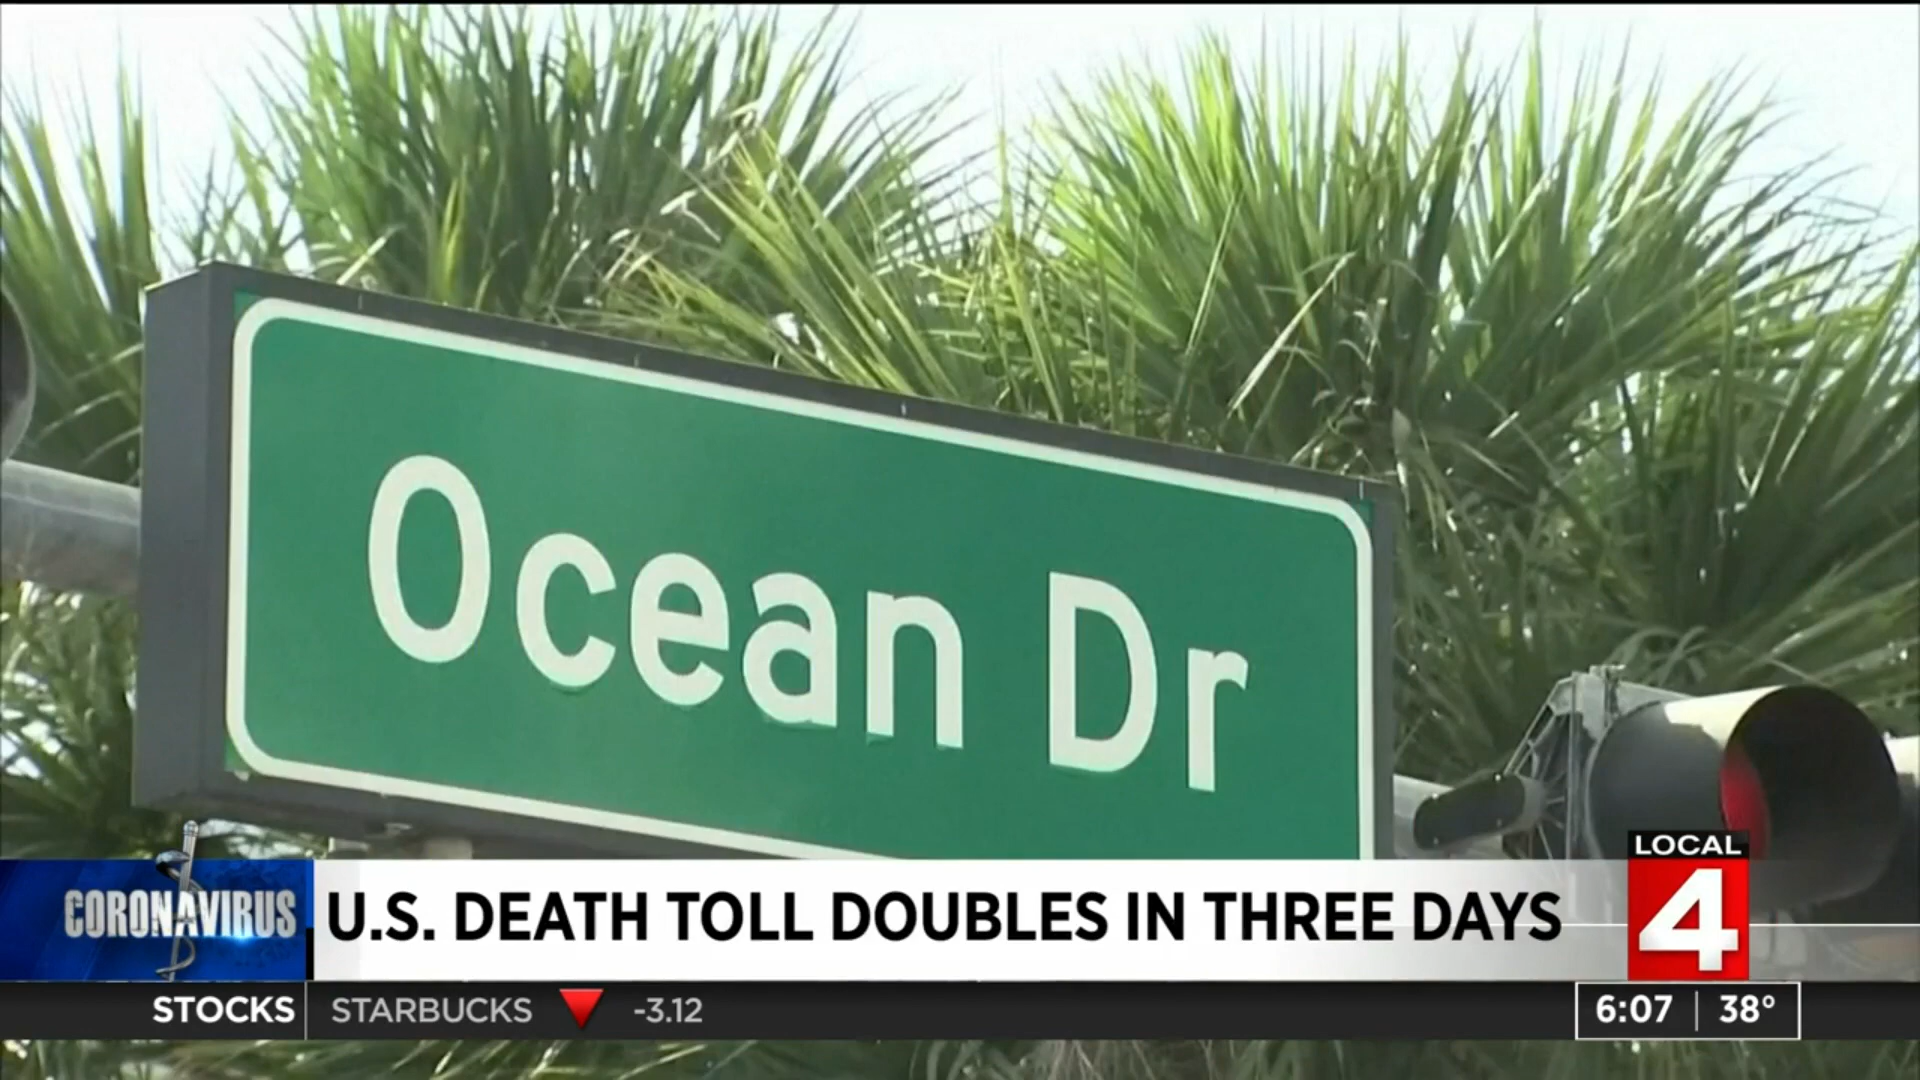 Ocean Dr
LOCAL
4
CORONAVIRUS
U.S. DEATH TOLL DOUBLES IN THREE DAYS
STOCKS
STARBUCKS
-3.12
6:07
38°